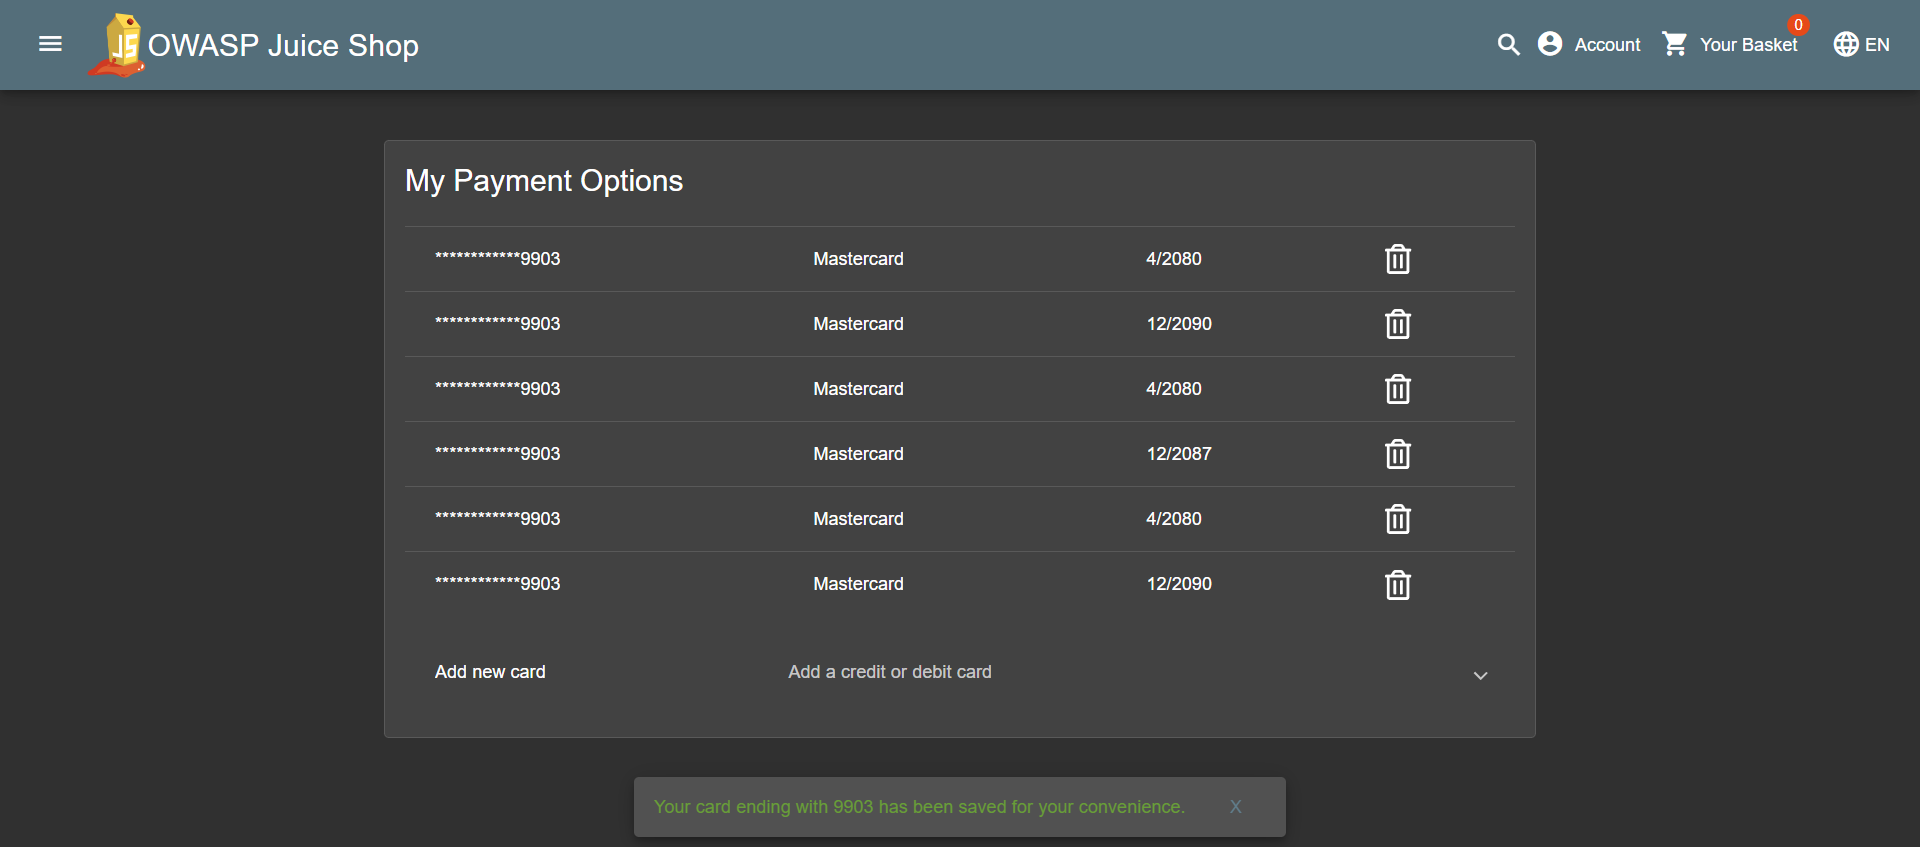 JS OWASP Juice Shop Account Your Basket 0 EN
My Payment Options
************9903 Mastercard 4/2080
************9903 Mastercard 12/2090
************9903 Mastercard 4/2080
************9903 Mastercard 12/2087
************9903 Mastercard 4/2080
************9903 Mastercard 12/2090
Add new card Add a credit or debit card
Your card ending with 9903 has been saved for your convenience. X